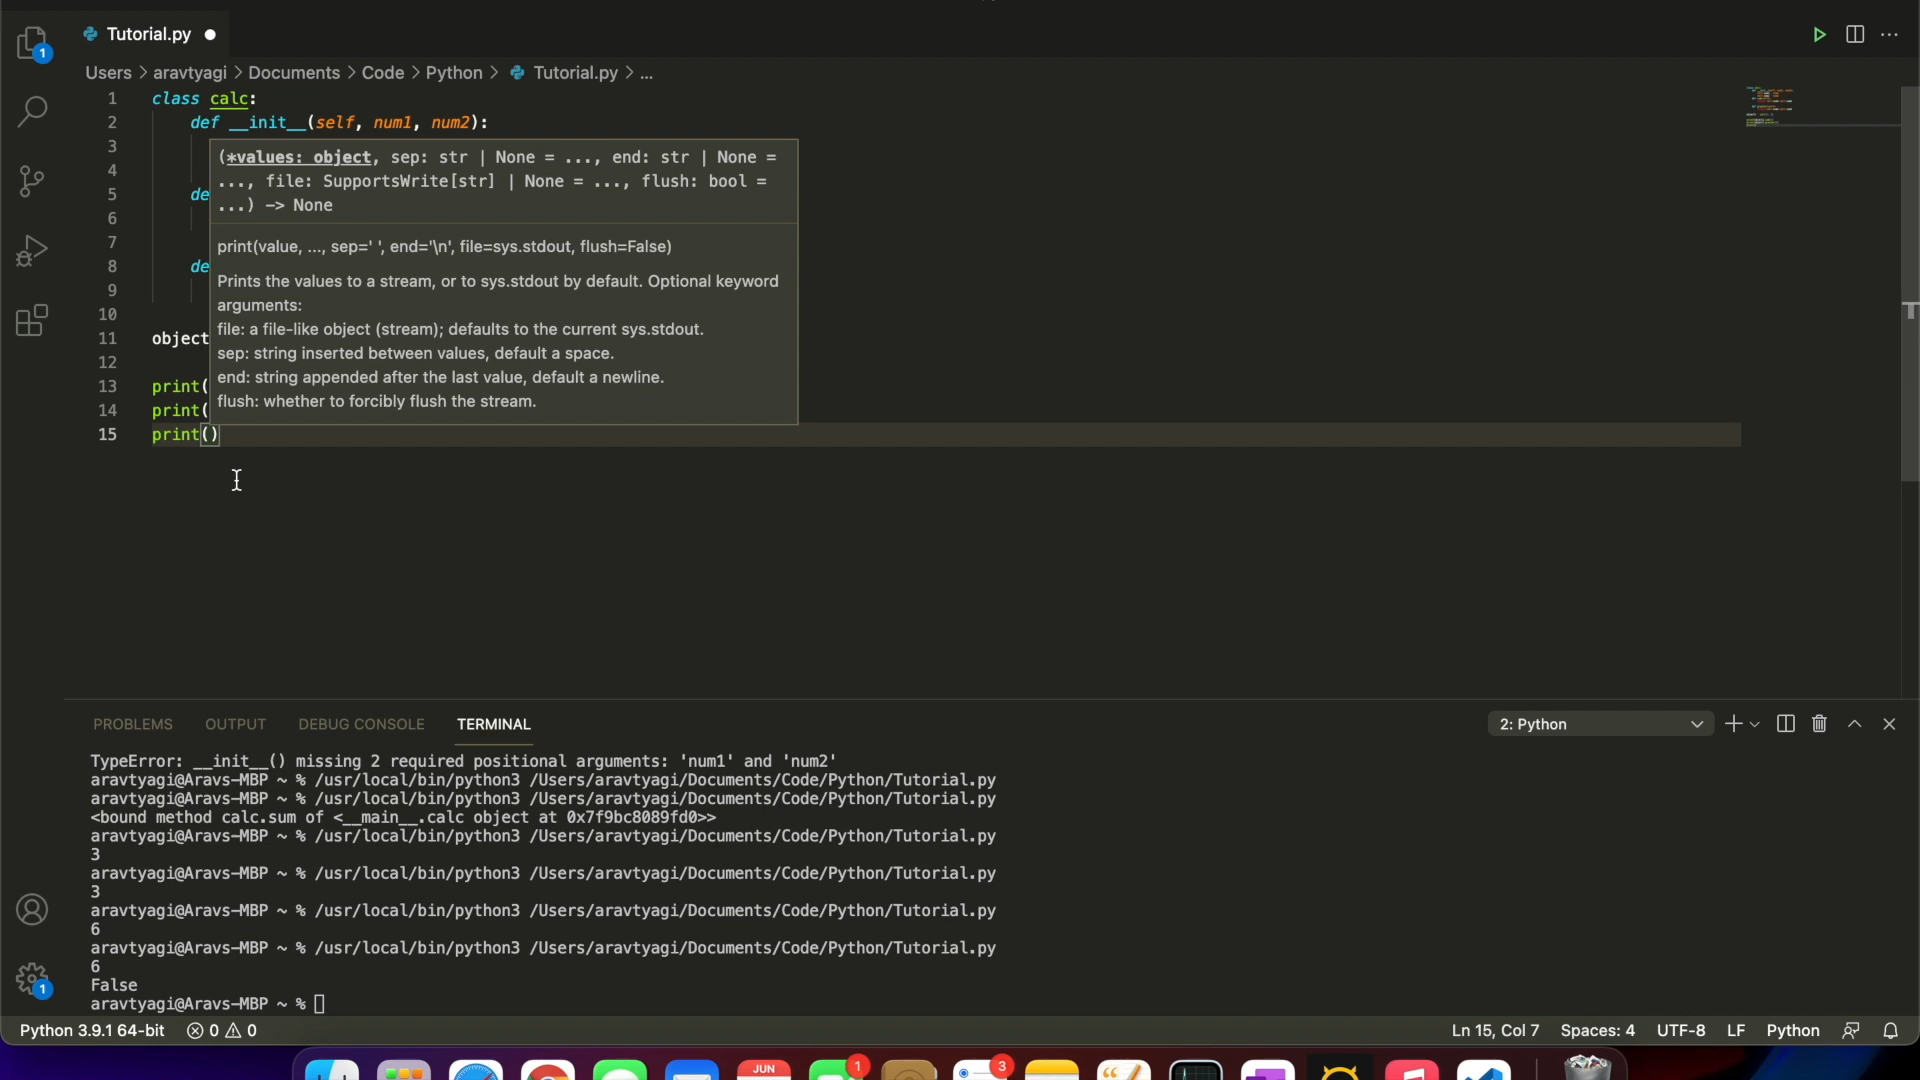 Tutorial.py
1
Users > aravtyagi > Documents > Code > Python > Tutorial.py > ...
1 class calc:
2 def __init__(self, num1, num2):
3
4
5 de
6
7
8 de
9
10
11 object
12
13 print(
14 print(
15 print()
(*values: object, sep: str | None = ..., end: str | None =
..., file: SupportsWrite[str] | None = ..., flush: bool =
...) -> None
print(value, ..., sep=' ', end='\n', file=sys.stdout, flush=False)
Prints the values to a stream, or to sys.stdout by default. Optional keyword
arguments:
file: a file-like object (stream); defaults to the current sys.stdout.
sep: string inserted between values, default a space.
end: string appended after the last value, default a newline.
flush: whether to forcibly flush the stream.
PROBLEMS OUTPUT DEBUG CONSOLE TERMINAL 2: Python
TypeError: __init__() missing 2 required positional arguments: 'num1' and 'num2'
aravtyagi@Aravs-MBP ~ % /usr/local/bin/python3 /Users/aravtyagi/Documents/Code/Python/Tutorial.py
aravtyagi@Aravs-MBP ~ % /usr/local/bin/python3 /Users/aravtyagi/Documents/Code/Python/Tutorial.py
<bound method calc.sum of <__main__.calc object at 0x7f9bc8089fd0>>
aravtyagi@Aravs-MBP ~ % /usr/local/bin/python3 /Users/aravtyagi/Documents/Code/Python/Tutorial.py
3
aravtyagi@Aravs-MBP ~ % /usr/local/bin/python3 /Users/aravtyagi/Documents/Code/Python/Tutorial.py
3
aravtyagi@Aravs-MBP ~ % /usr/local/bin/python3 /Users/aravtyagi/Documents/Code/Python/Tutorial.py
6
aravtyagi@Aravs-MBP ~ % /usr/local/bin/python3 /Users/aravtyagi/Documents/Code/Python/Tutorial.py
6
False
aravtyagi@Aravs-MBP ~ %
1
Python 3.9.1 64-bit 0 0 Ln 15, Col 7 Spaces: 4 UTF-8 LF Python
JUN 1 3